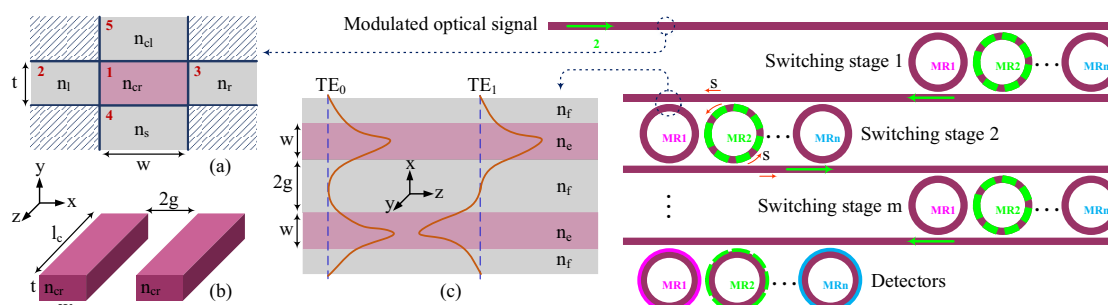 5
n_cl
t
2
n_l
1
n_cr
3
n_r
4
n_s
w
(a)
y
x
z
2g
l_c
t
n_cr
n_cr
w
(b)
TE_0
TE_1
n_f
w
n_e
2g
x
y
z
n_f
w
n_e
n_f
(c)
Modulated optical signal
2
MR1
MR2
...
MRn
Switching stage 1
s
MR1
MR2
...
MRn
Switching stage 2
s
Switching stage m
MR1
MR2
...
MRn
MR1
MR2
...
MRn
Detectors